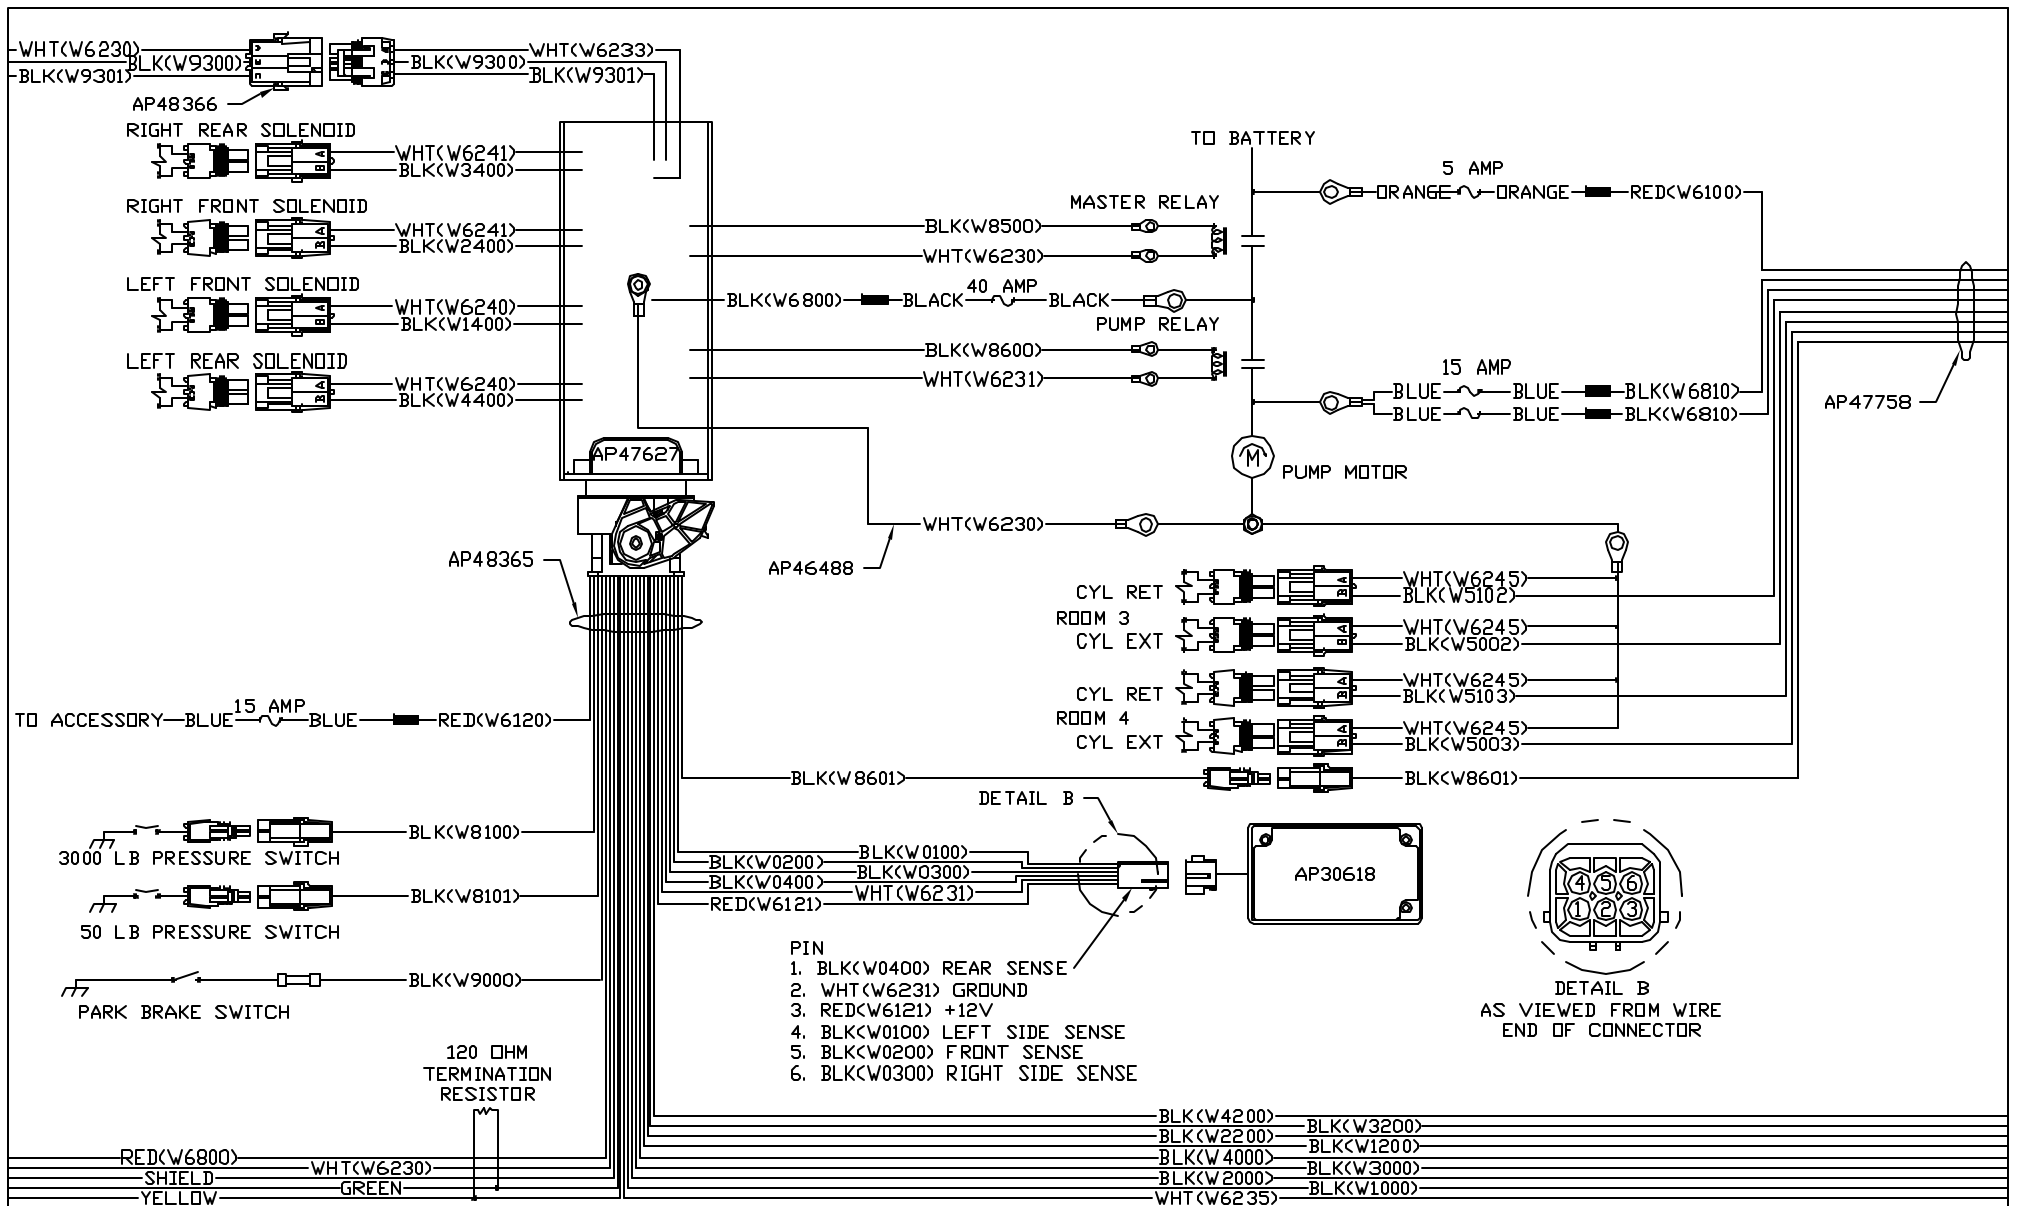 WHT(W6230)
BLK(W9300)
BLK(W9301)
WHT(W6233)
BLK(W9300)
BLK(W9301)
AP48366
RIGHT REAR SOLENOID
A
B
WHT(W6241)
BLK(W3400)
RIGHT FRONT SOLENOID
A
B
WHT(W6241)
BLK(W2400)
LEFT FRONT SOLENOID
A
B
WHT(W6240)
BLK(W1400)
LEFT REAR SOLENOID
A
B
WHT(W6240)
BLK(W4400)
AP47627
AP48365
TO BATTERY
MASTER RELAY
BLK(W8500)
WHT(W6230)
BLK(W6800)
BLACK
40 AMP
BLACK
PUMP RELAY
BLK(W8600)
WHT(W6231)
5 AMP
ORANGE
ORANGE
RED(W6100)
15 AMP
BLUE
BLUE
BLK(W6810)
BLUE
BLUE
BLK(W6810)
AP47758
M
PUMP MOTOR
WHT(W6230)
AP46488
CYL RET
A
B
WHT(W6245)
BLK(W5102)
ROOM 3
CYL EXT
A
B
WHT(W6245)
BLK(W5002)
CYL RET
A
B
WHT(W6245)
BLK(W5103)
ROOM 4
CYL EXT
A
B
WHT(W6245)
BLK(W5003)
BLK(W8601)
BLK(W8601)
TO ACCESSORY
BLUE
15 AMP
BLUE
RED(W6120)
BLK(W8100)
3000 LB PRESSURE SWITCH
BLK(W8101)
50 LB PRESSURE SWITCH
BLK(W9000)
PARK BRAKE SWITCH
DETAIL B
BLK(W0100)
BLK(W0200)
BLK(W0300)
BLK(W0400)
WHT(W6231)
RED(W6121)
AP30618
4 5 6
1 2 3
DETAIL B
AS VIEWED FROM WIRE
END OF CONNECTOR
PIN
1. BLK(W0400) REAR SENSE
2. WHT(W6231) GROUND
3. RED(W6121) +12V
4. BLK(W0100) LEFT SIDE SENSE
5. BLK(W0200) FRONT SENSE
6. BLK(W0300) RIGHT SIDE SENSE
120 OHM
TERMINATION
RESISTOR
RED(W6800)
WHT(W6230)
SHIELD
GREEN
YELLOW
BLK(W4200)
BLK(W3200)
BLK(W2200)
BLK(W1200)
BLK(W4000)
BLK(W3000)
BLK(W2000)
BLK(W1000)
WHT(W6235)